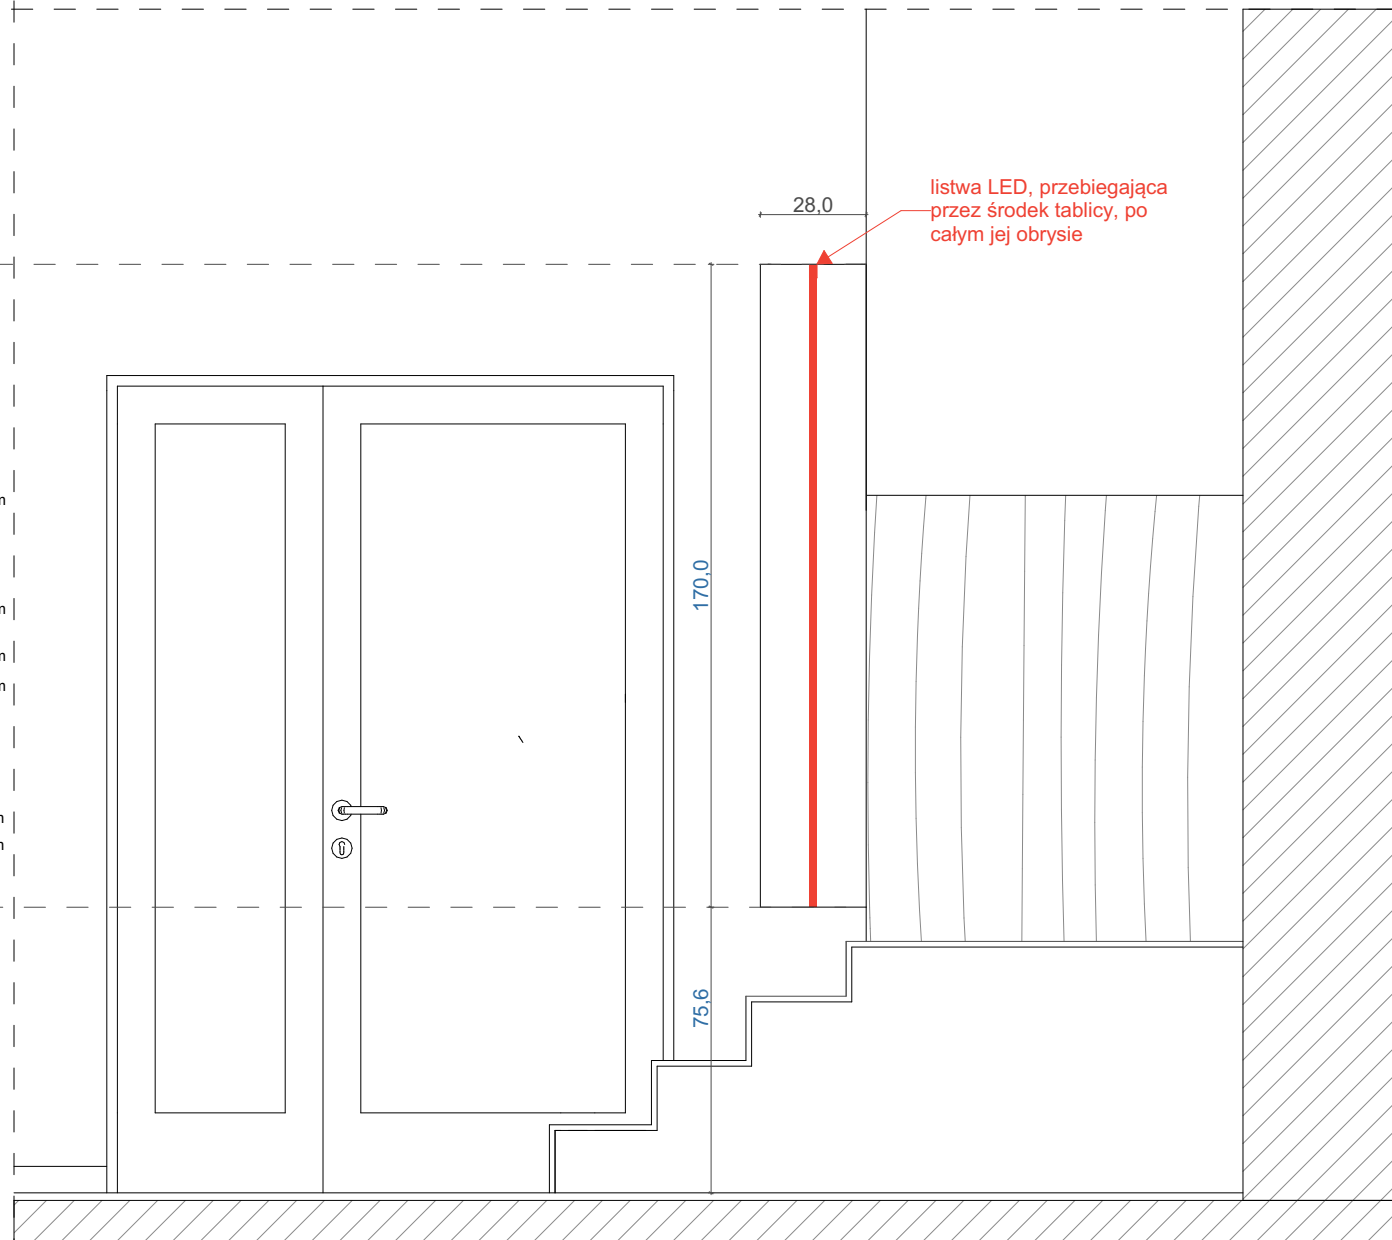 28,0
listwa LED, przebiegająca
przez środek tablicy, po
całym jej obrysie
170,0
75,6